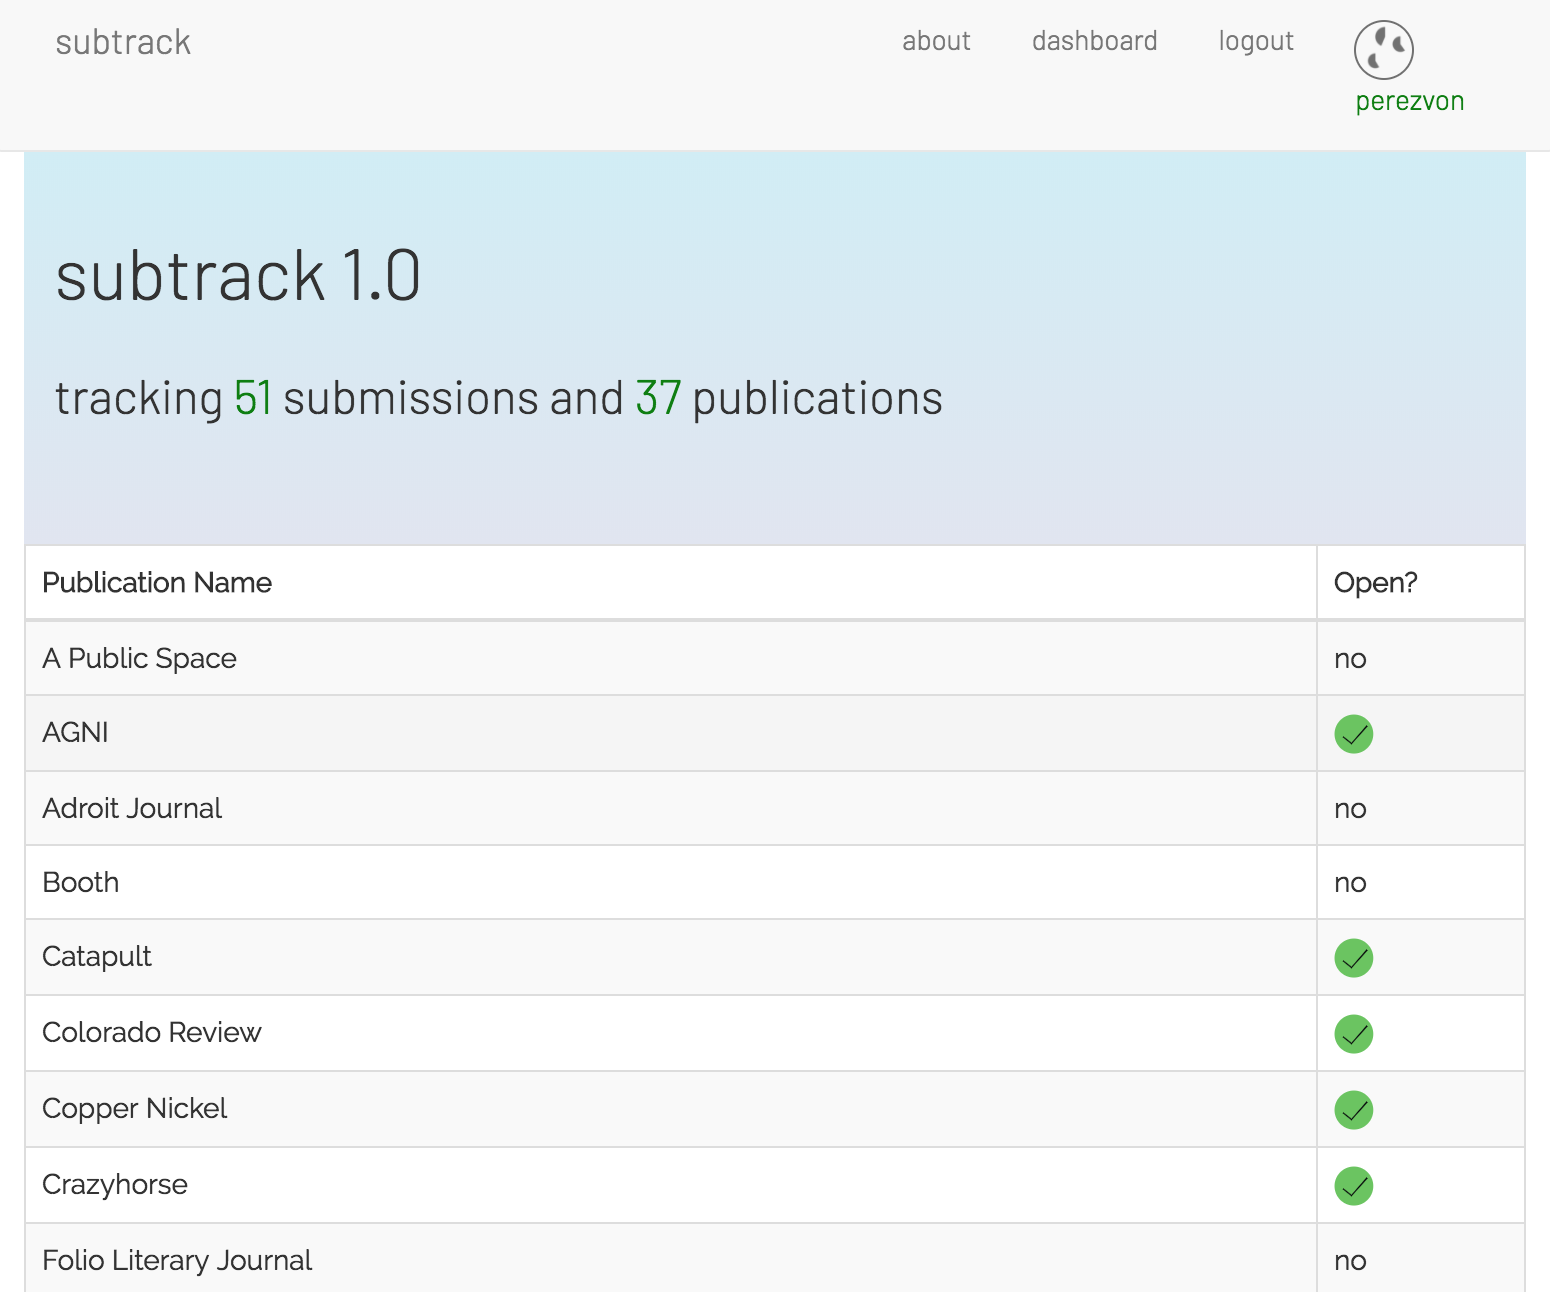 subtrack about dashboard logout
perezvon
subtrack 1.0
tracking 51 submissions and 37 publications
Publication Name Open?
A Public Space no
AGNI
Adroit Journal no
Booth no
Catapult
Colorado Review
Copper Nickel
Crazyhorse
Folio Literary Journal no